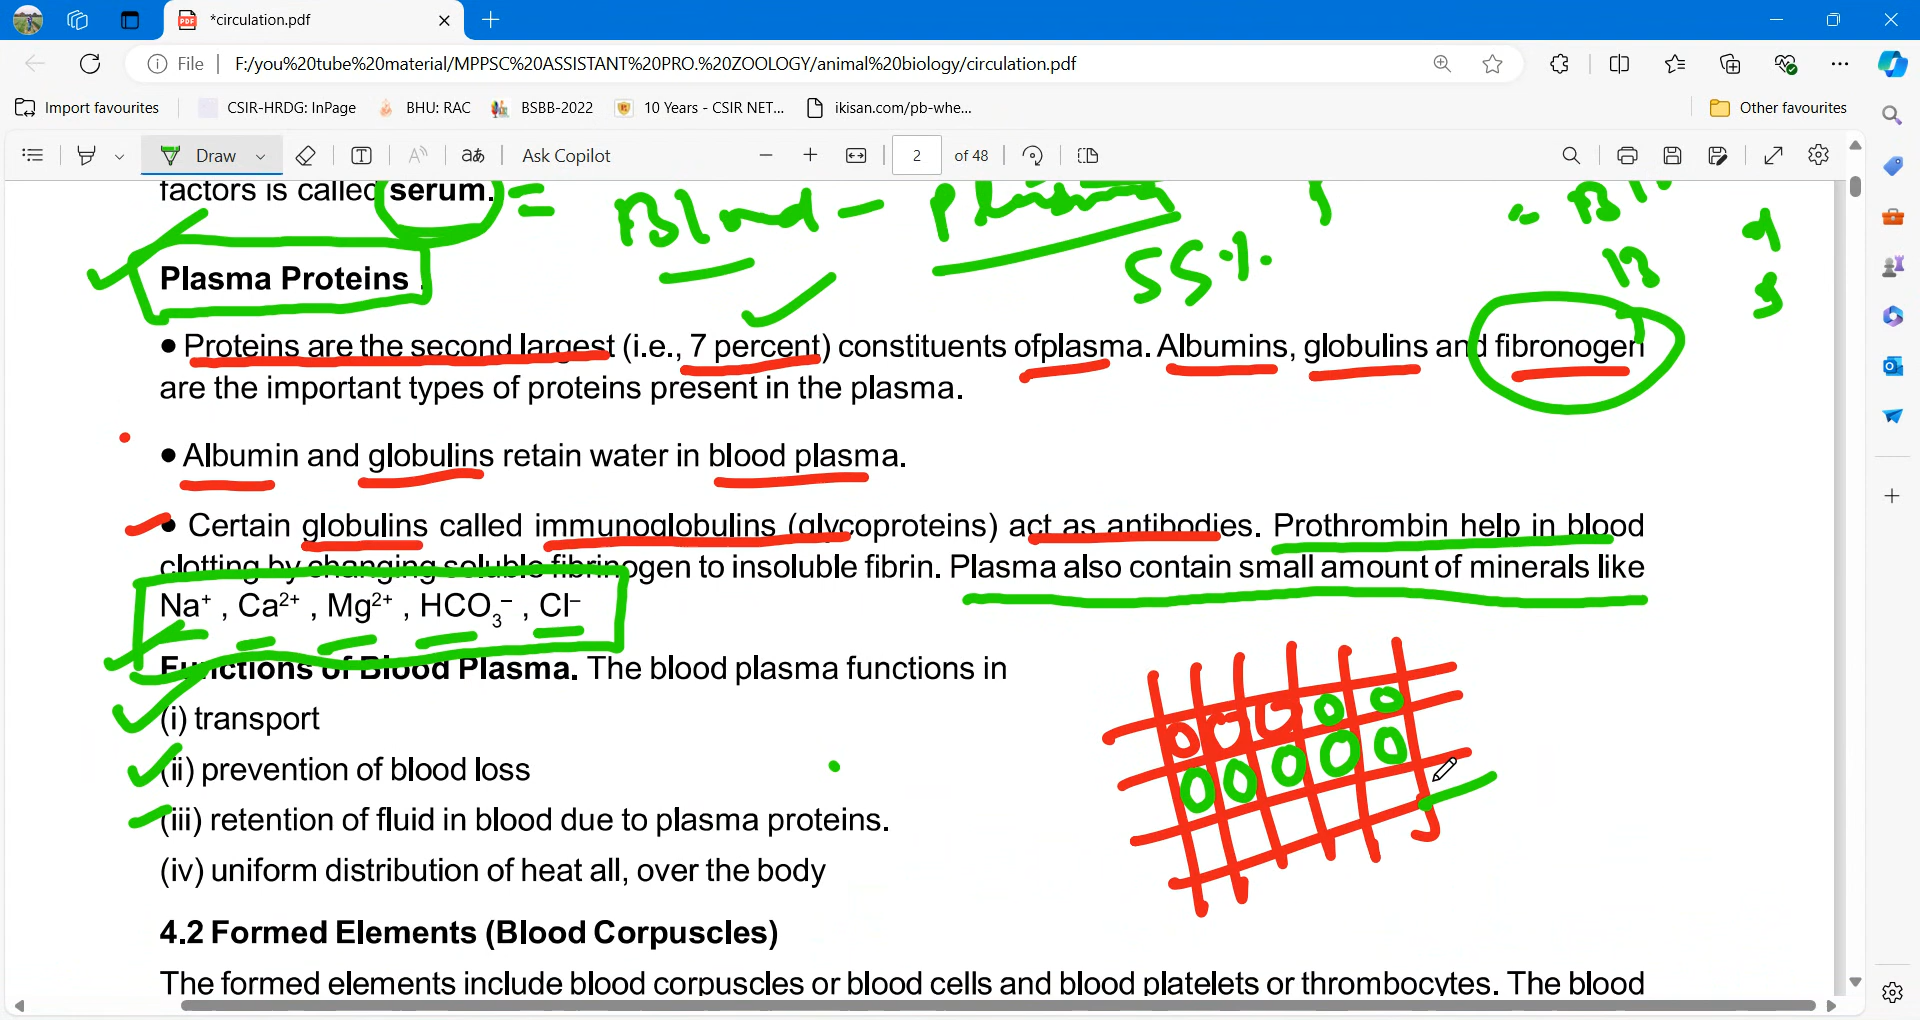 *circulation.pdf
File F:/you%20tube%20material/MPPSC%20ASSISTANT%20PRO.%20ZOOLOGY/animal%20biology/circulation.pdf
Import favourites CSIR-HRDG: InPage BHU: RAC BSBB-2022 10 Years - CSIR NET... ikisan.com/pb-whe... Other favourites
Draw aあ Ask Copilot 2 of 48
factors is called serum. = Blood - Plasma
55%
Plasma Proteins
• Proteins are the second largest (i.e., 7 percent) constituents ofplasma. Albumins, globulins and fibronogen
are the important types of proteins present in the plasma.
• Albumin and globulins retain water in blood plasma.
• Certain globulins called immunoglobulins (glycoproteins) act as antibodies. Prothrombin help in blood
clotting by changing soluble fibrinogen to insoluble fibrin. Plasma also contain small amount of minerals like
Na⁺ , Ca²⁺ , Mg²⁺ , HCO₃⁻ , Cl⁻
Functions of Blood Plasma. The blood plasma functions in
(i) transport
(ii) prevention of blood loss
(iii) retention of fluid in blood due to plasma proteins.
(iv) uniform distribution of heat all, over the body
4.2 Formed Elements (Blood Corpuscles)
The formed elements include blood corpuscles or blood cells and blood platelets or thrombocytes. The blood